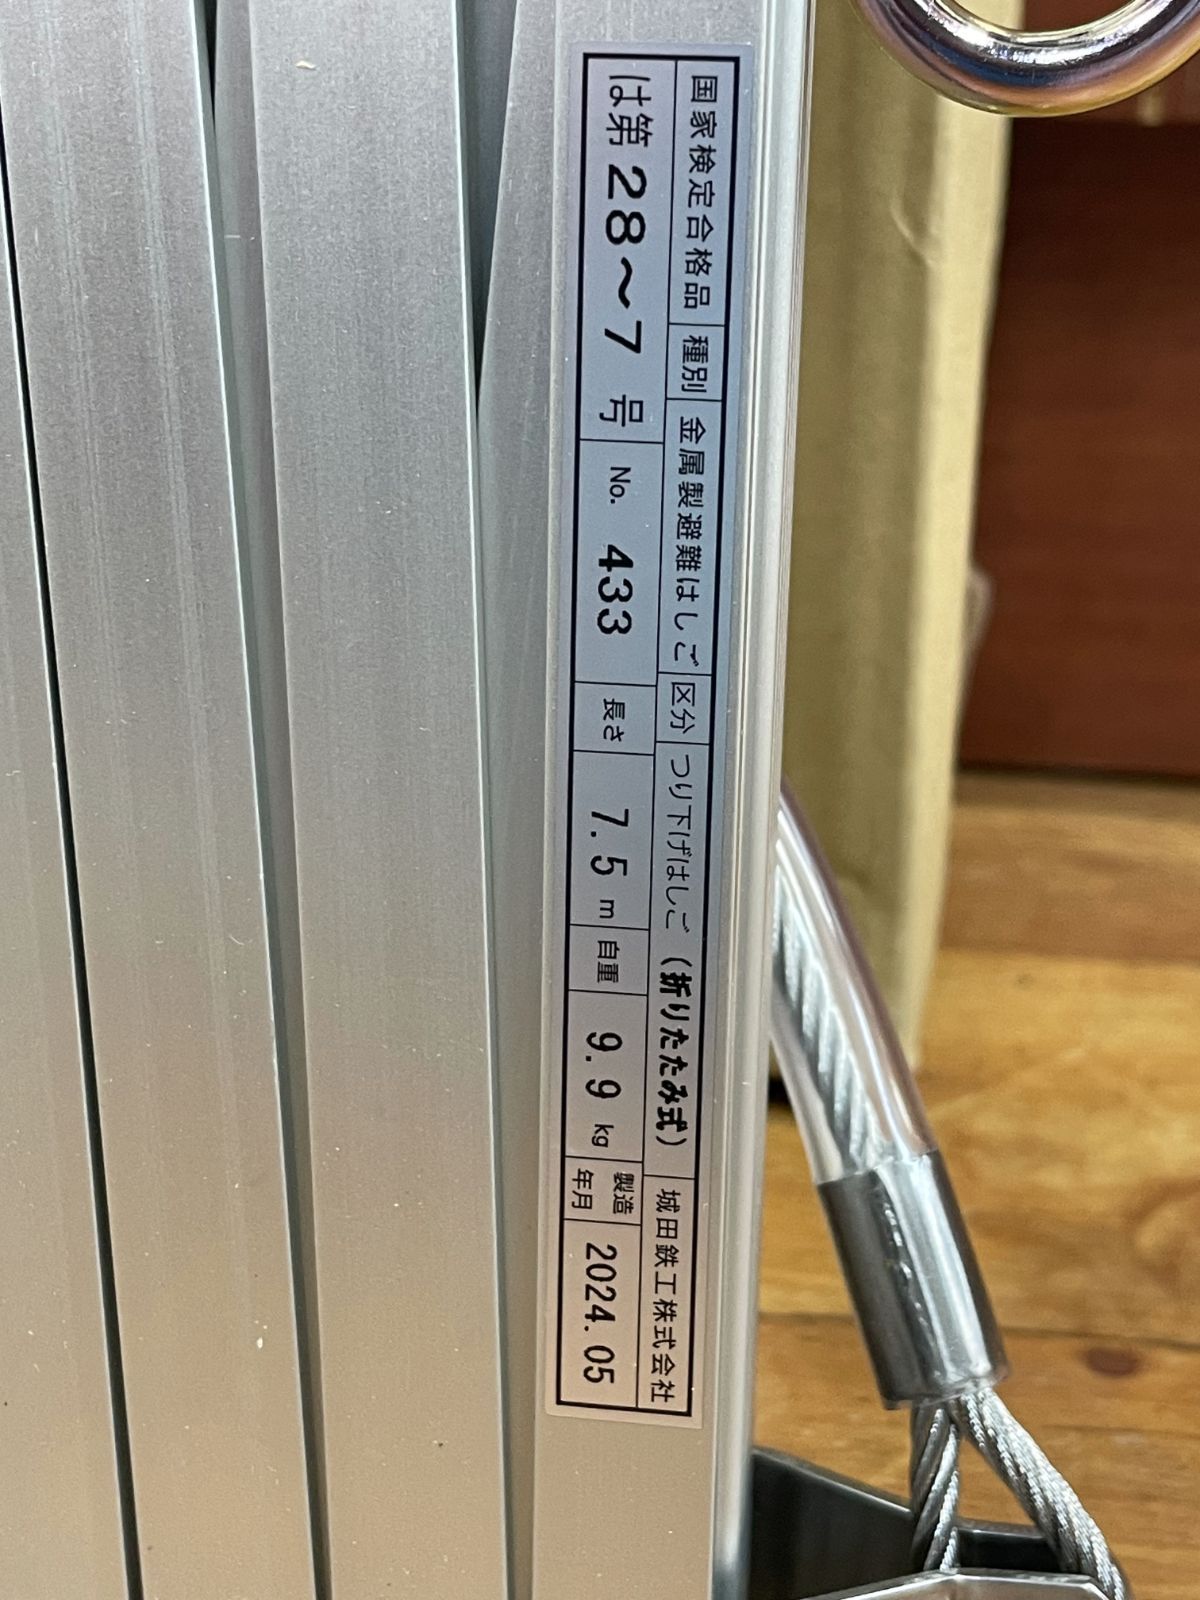 国家検定合格品 種別 金属製避難はしご 区分 つり下げはしご (折りたたみ式) 城田鉄工株式会社
は第28~7号 No. 433 長さ 7.5m 自重 9.9kg 製造年月 2024.05